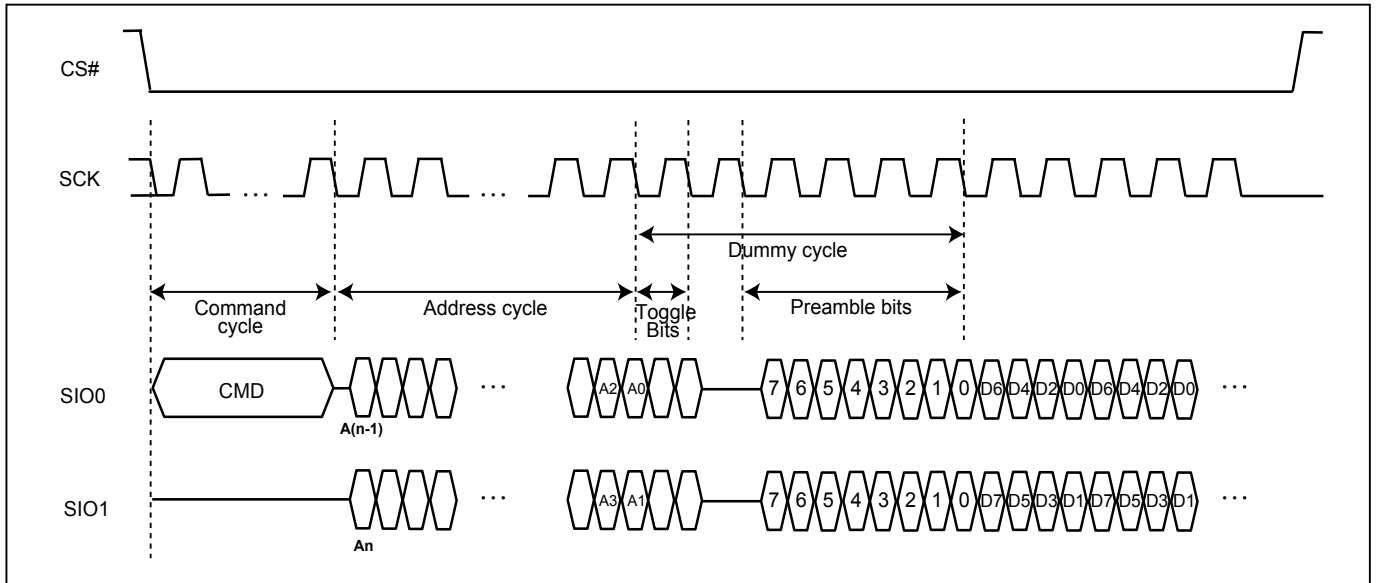 CS#
SCK
... ...
Dummy cycle
Command cycle
Address cycle
Toggle Bits
Preamble bits
SIO0
CMD
...
A2 A0
7 6 5 4 3 2 1 0 D6 D4 D2 D0 D6 D4 D2 D0 ...
A(n-1)
SIO1
...
A3 A1
7 6 5 4 3 2 1 0 D7 D5 D3 D1 D7 D5 D3 D1 ...
An